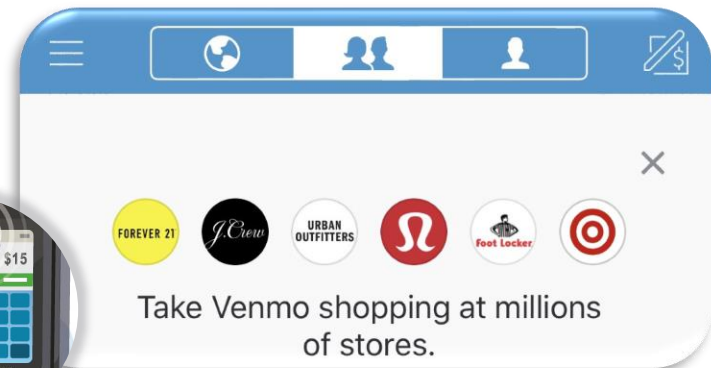 FOREVER 21
J.Crew
URBAN
OUTFITTERS
Foot Locker
$15
Take Venmo shopping at millions
of stores.